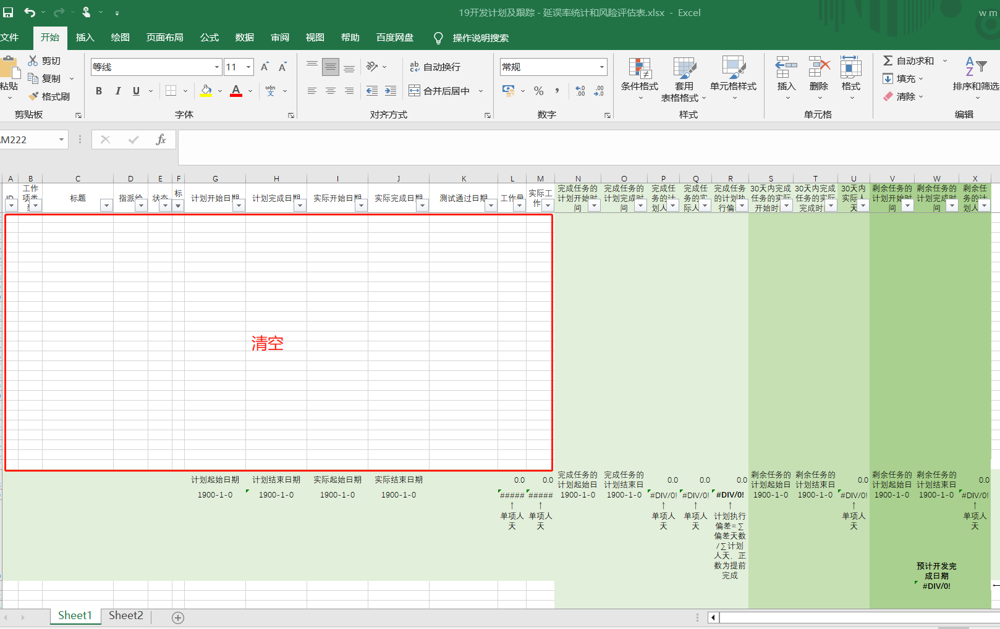 19开发计划及跟踪 - 延误率统计和风险评估表.xlsx - Excel
w m
文件 开始 插入 绘图 页面布局 公式 数据 审阅 视图 帮助 百度网盘 操作说明搜索
粘贴
剪切
复制
格式刷
剪贴板
等线 11 A A
B I U A wén 文
字体
ab 自动换行
合并后居中
对齐方式
常规
% , .00 .00
数字
条件格式 套用 表格格式 单元格样式
样式
插入 删除 格式
单元格
Σ 自动求和
填充
清除
排序和筛选
编辑
M222
fx
A B C D E F G H I J K L M N O P Q R S T U V W X
ID
工作项类
标题
指派给
状态
标
计划开始日期
计划完成日期
实际开始日期
实际完成日期
测试通过日期
工作量
实际工作
完成任务的计划开始时间
完成任务的计划完成时间
完成任务的计划人
完成任务的实际人
完成任务的计划执行偏
30天内完成任务的实际开始时
30天内完成任务的实际完成时
30天内实际人天
剩余任务的计划开始时间
剩余任务的计划完成时间
剩余任务的计划人
清空
计划起始日期 计划结束日期 实际起始日期 实际结束日期 0.0 0.0 完成任务的计划起始日 完成任务的计划结束日 0.0 0.0 0.0 剩余任务的计划起始日 剩余任务的计划结束日 0.0 剩余任务的计划起始日 剩余任务的计划结束日 0.0
1900-1-0 1900-1-0 1900-1-0 1900-1-0 ##### ##### 1900-1-0 1900-1-0 #DIV/0! #DIV/0! #DIV/0! 1900-1-0 1900-1-0 #DIV/0! 1900-1-0 1900-1-0 #DIV/0!
↑ ↑ ↑ ↑ ↑ ↑ ↑
单项人天 单项人天 单项人天 单项人天 计划执行偏差=∑偏差天数/∑计划人天，正数为提前完成 单项人天 单项人天
预计开发完成日期
#DIV/0!
←
Sheet1 Sheet2